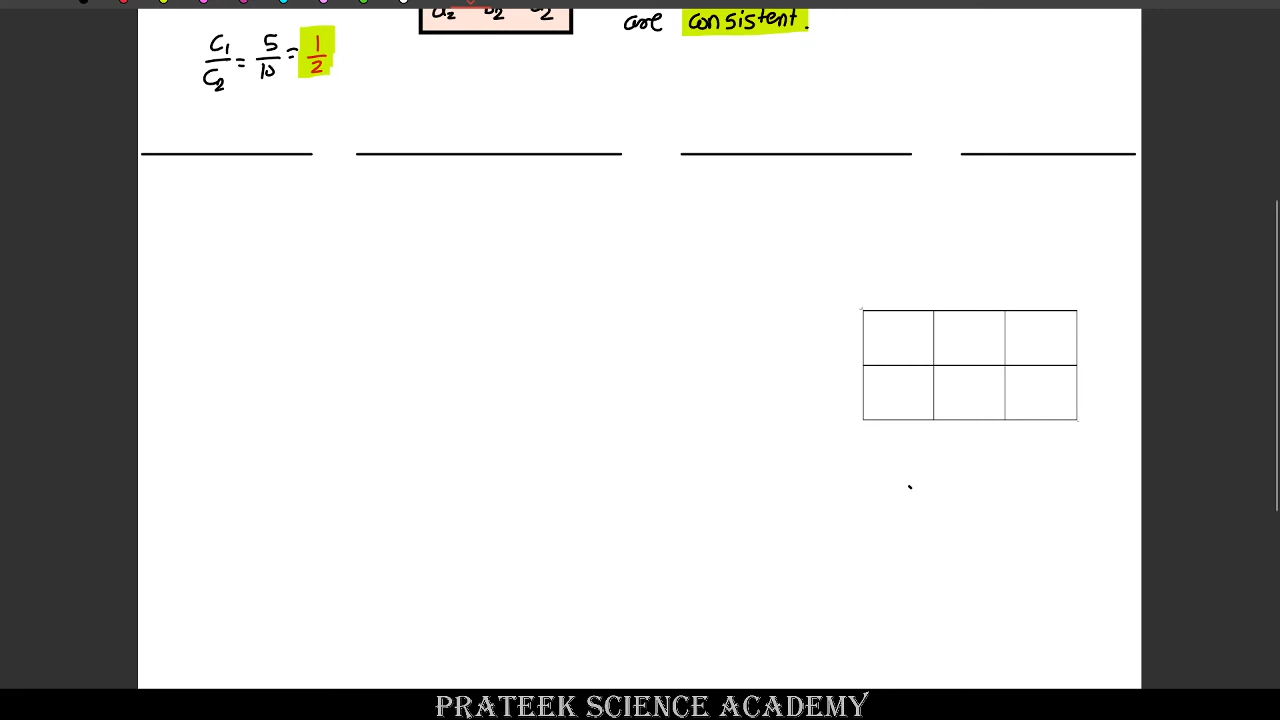 are consistent.
C₁/C₂ = 5/10 = 1/2
PRATEEK SCIENCE ACADEMY